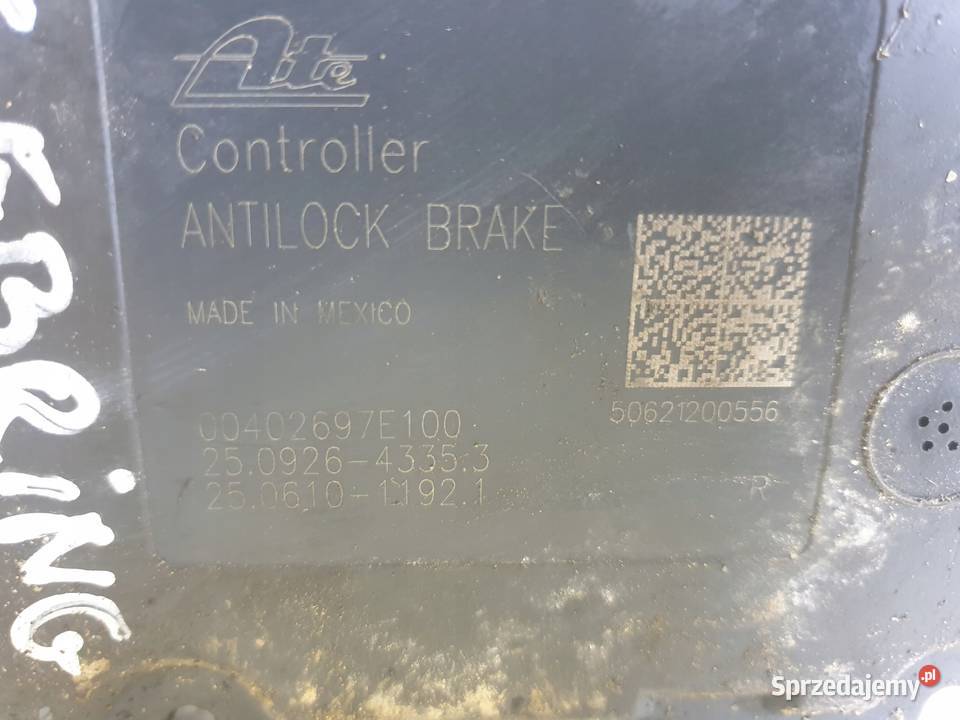 Ate
Controller
ANTILOCK BRAKE
MADE IN MEXICO
50621200556
00402697E100
25.0926-4335.3
25.0610-1192.1
R
EBRING
Sprzedajemy.pl